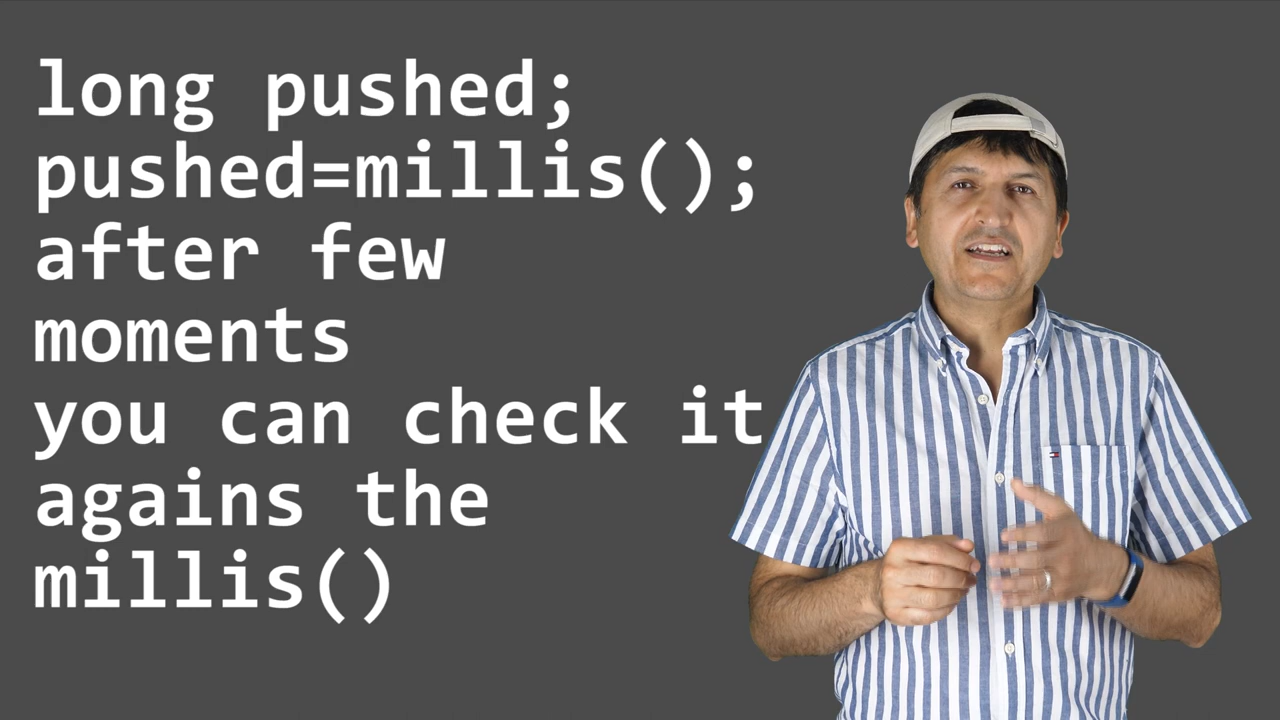 long pushed;
pushed=millis();
after few
moments
you can check it
agains the
millis()